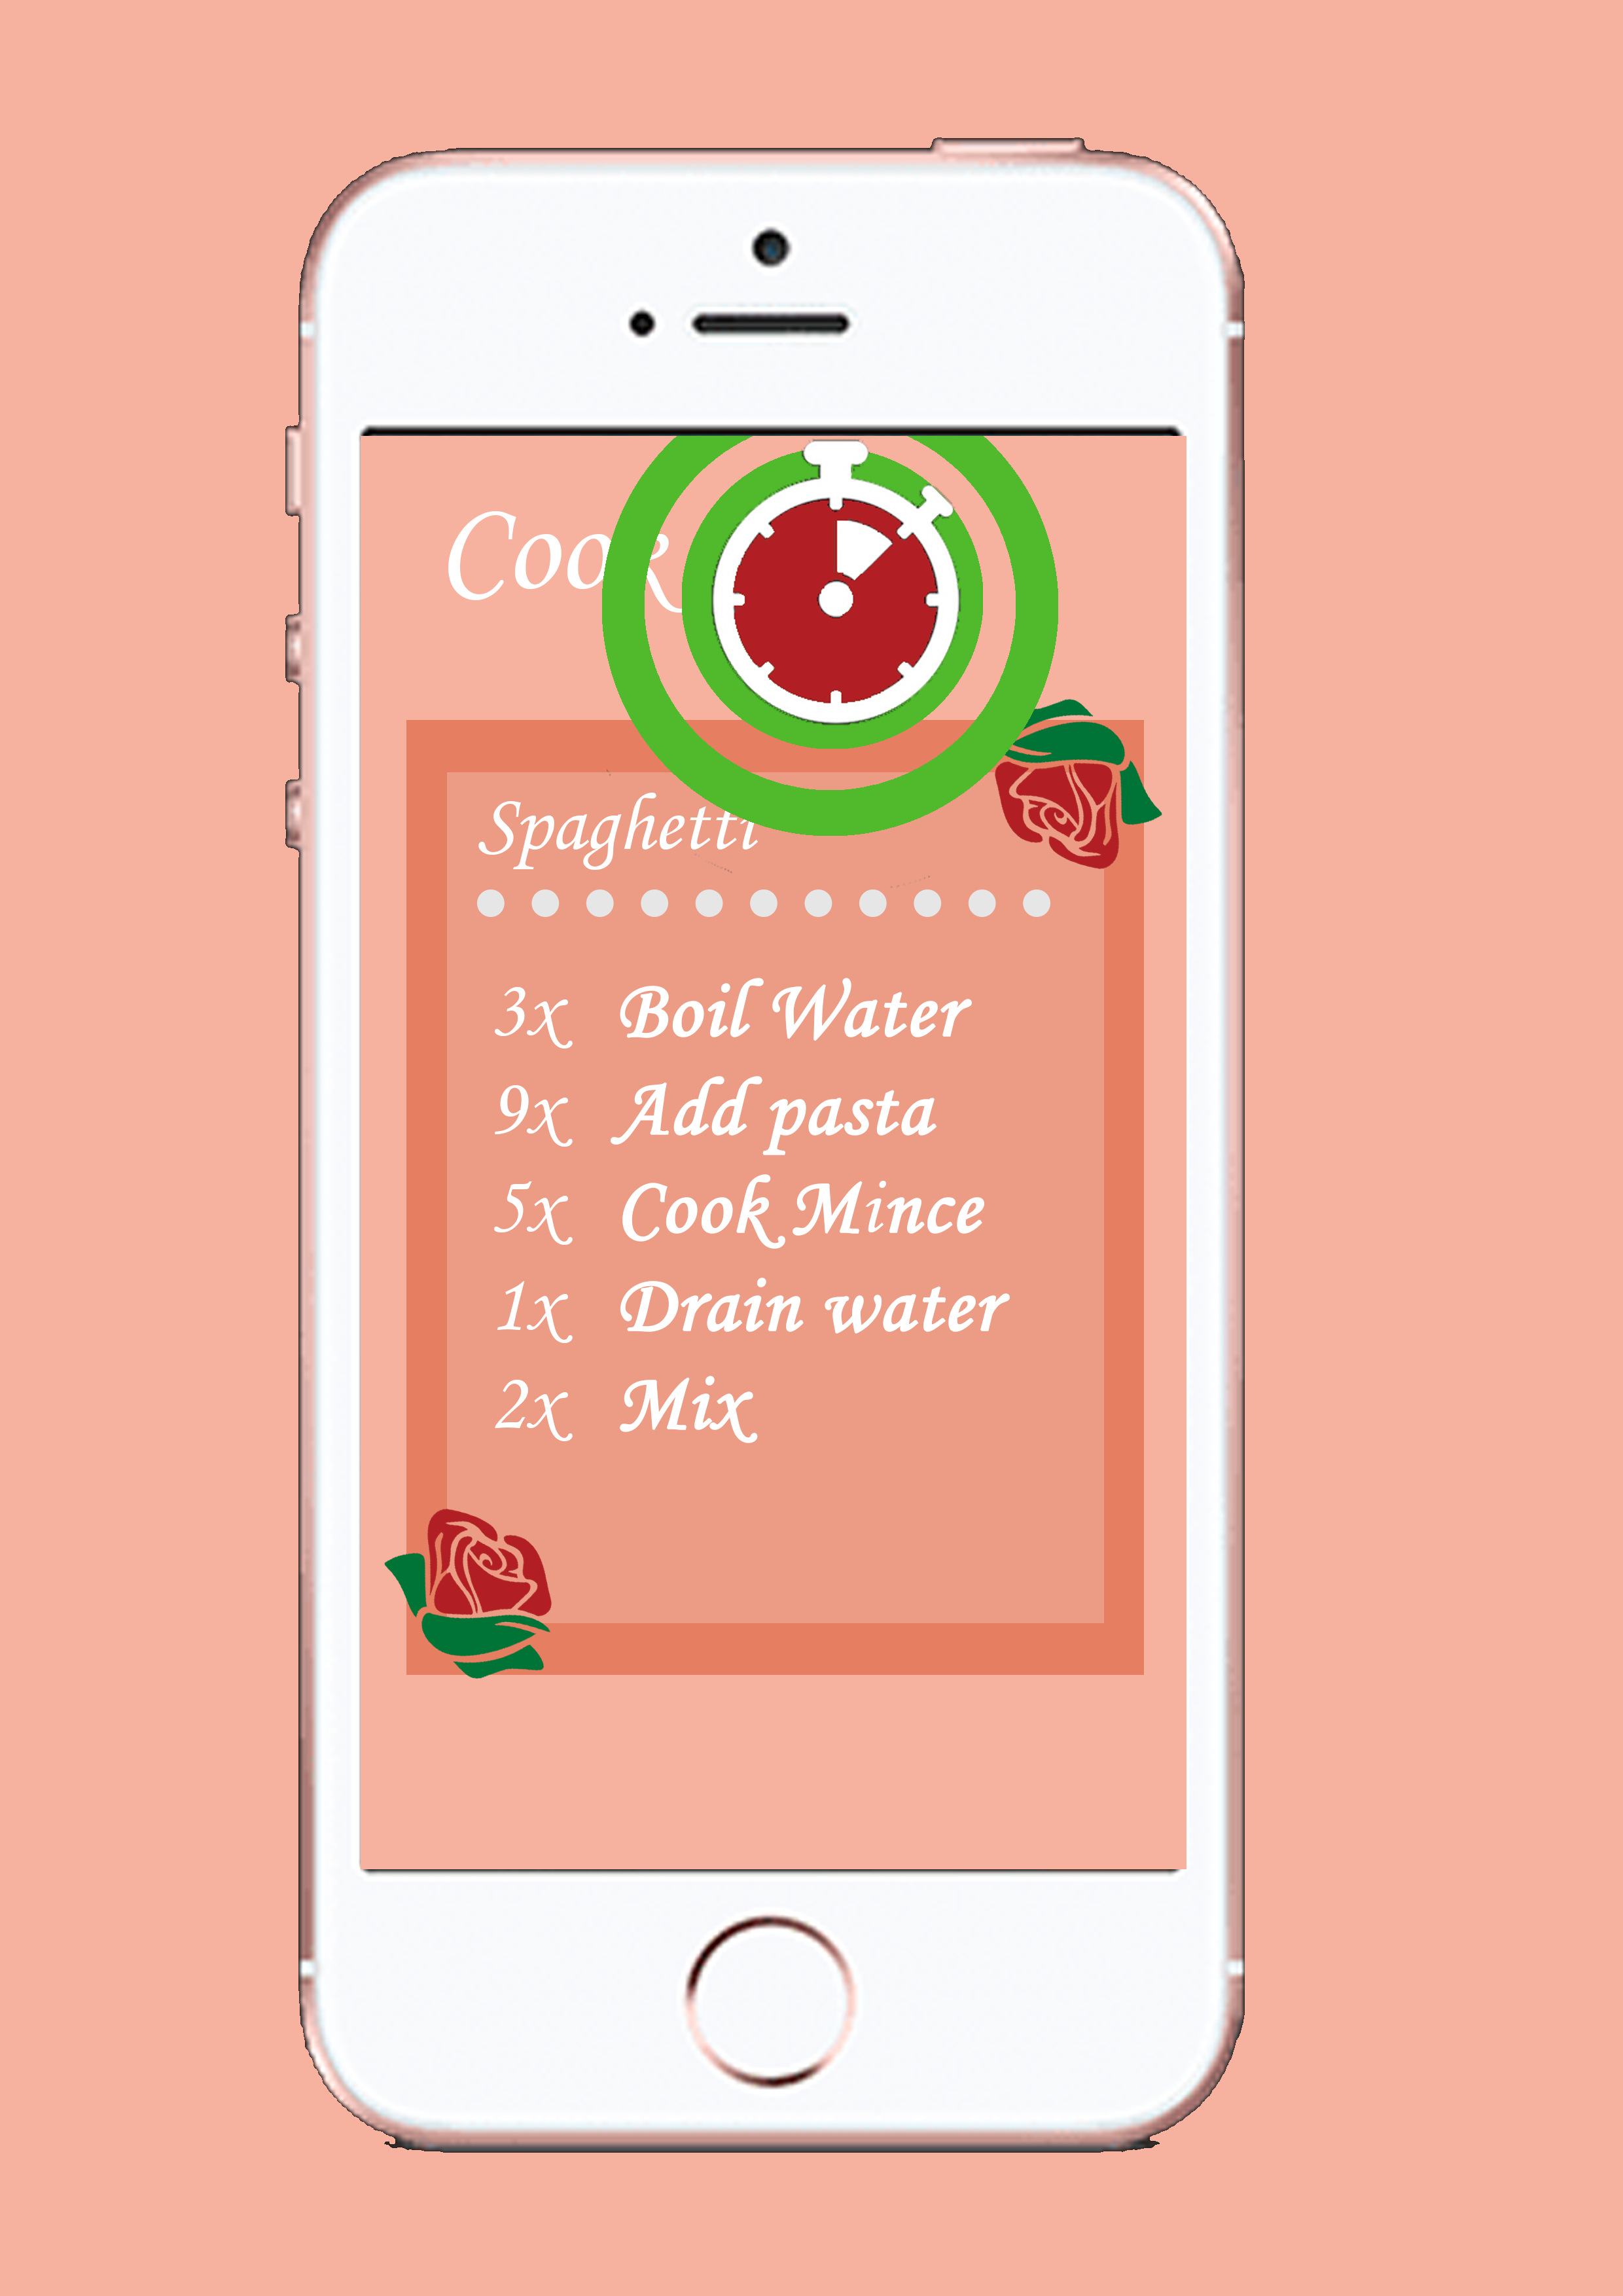 Cook
Spaghetti
3x Boil Water
9x Add pasta
5x Cook Mince
1x Drain water
2x Mix